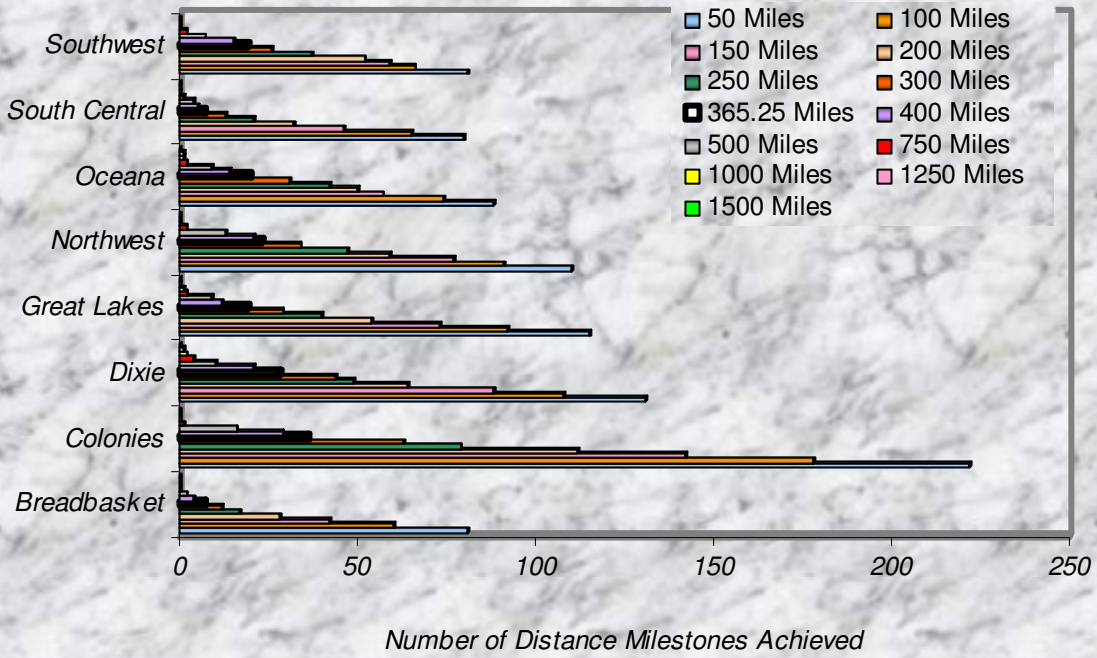 50 Miles 100 Miles
150 Miles 200 Miles
250 Miles 300 Miles
365.25 Miles 400 Miles
500 Miles 750 Miles
1000 Miles 1250 Miles
1500 Miles
Southwest
South Central
Oceana
Northwest
Great Lakes
Dixie
Colonies
Breadbasket
0 50 100 150 200 250
Number of Distance Milestones Achieved